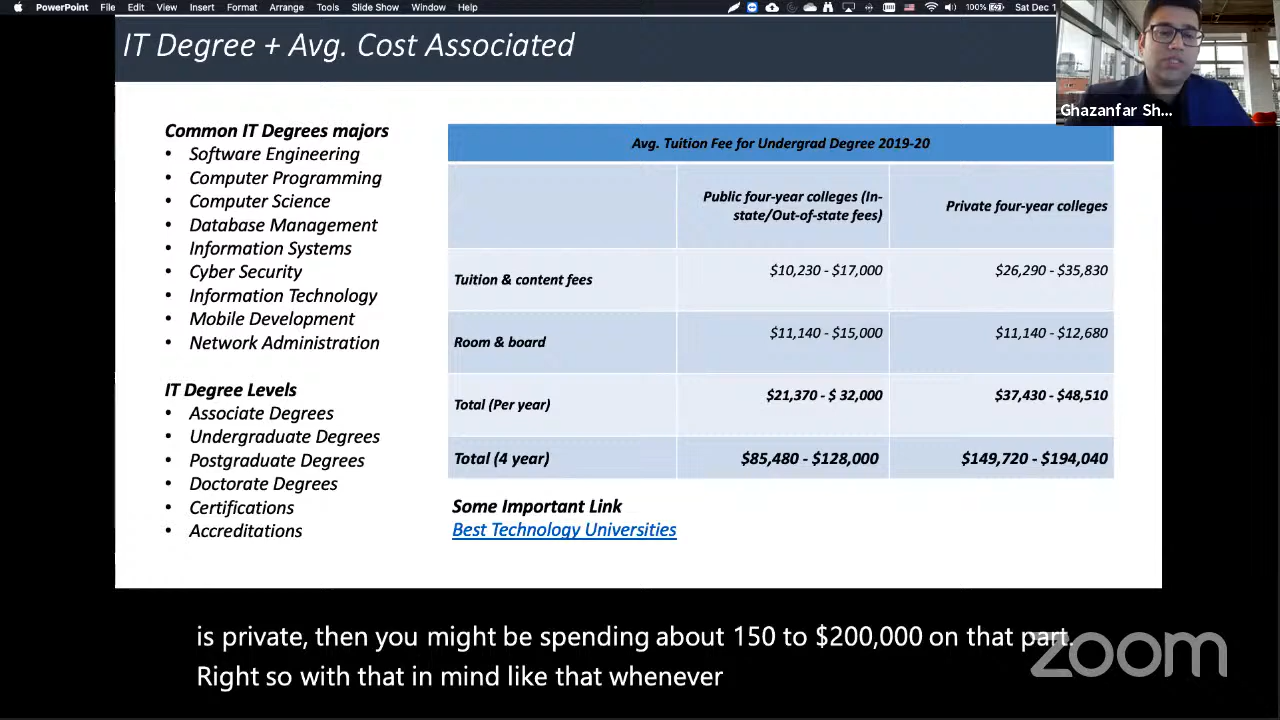 PowerPoint File Edit View Insert Format Arrange Tools Slide Show Window Help 100% Sat Dec 1
IT Degree + Avg. Cost Associated
Ghazanfar Sh...
Common IT Degrees majors
• Software Engineering
• Computer Programming
• Computer Science
• Database Management
• Information Systems
• Cyber Security
• Information Technology
• Mobile Development
• Network Administration
IT Degree Levels
• Associate Degrees
• Undergraduate Degrees
• Postgraduate Degrees
• Doctorate Degrees
• Certifications
• Accreditations
Avg. Tuition Fee for Undergrad Degree 2019-20
Public four-year colleges (In-
state/Out-of-state fees)
Private four-year colleges
Tuition & content fees $10,230 - $17,000 $26,290 - $35,830
Room & board $11,140 - $15,000 $11,140 - $12,680
Total (Per year) $21,370 - $ 32,000 $37,430 - $48,510
Total (4 year) $85,480 - $128,000 $149,720 - $194,040
Some Important Link
Best Technology Universities
is private, then you might be spending about 150 to $200,000 on that part.
Right so with that in mind like that whenever
zoom